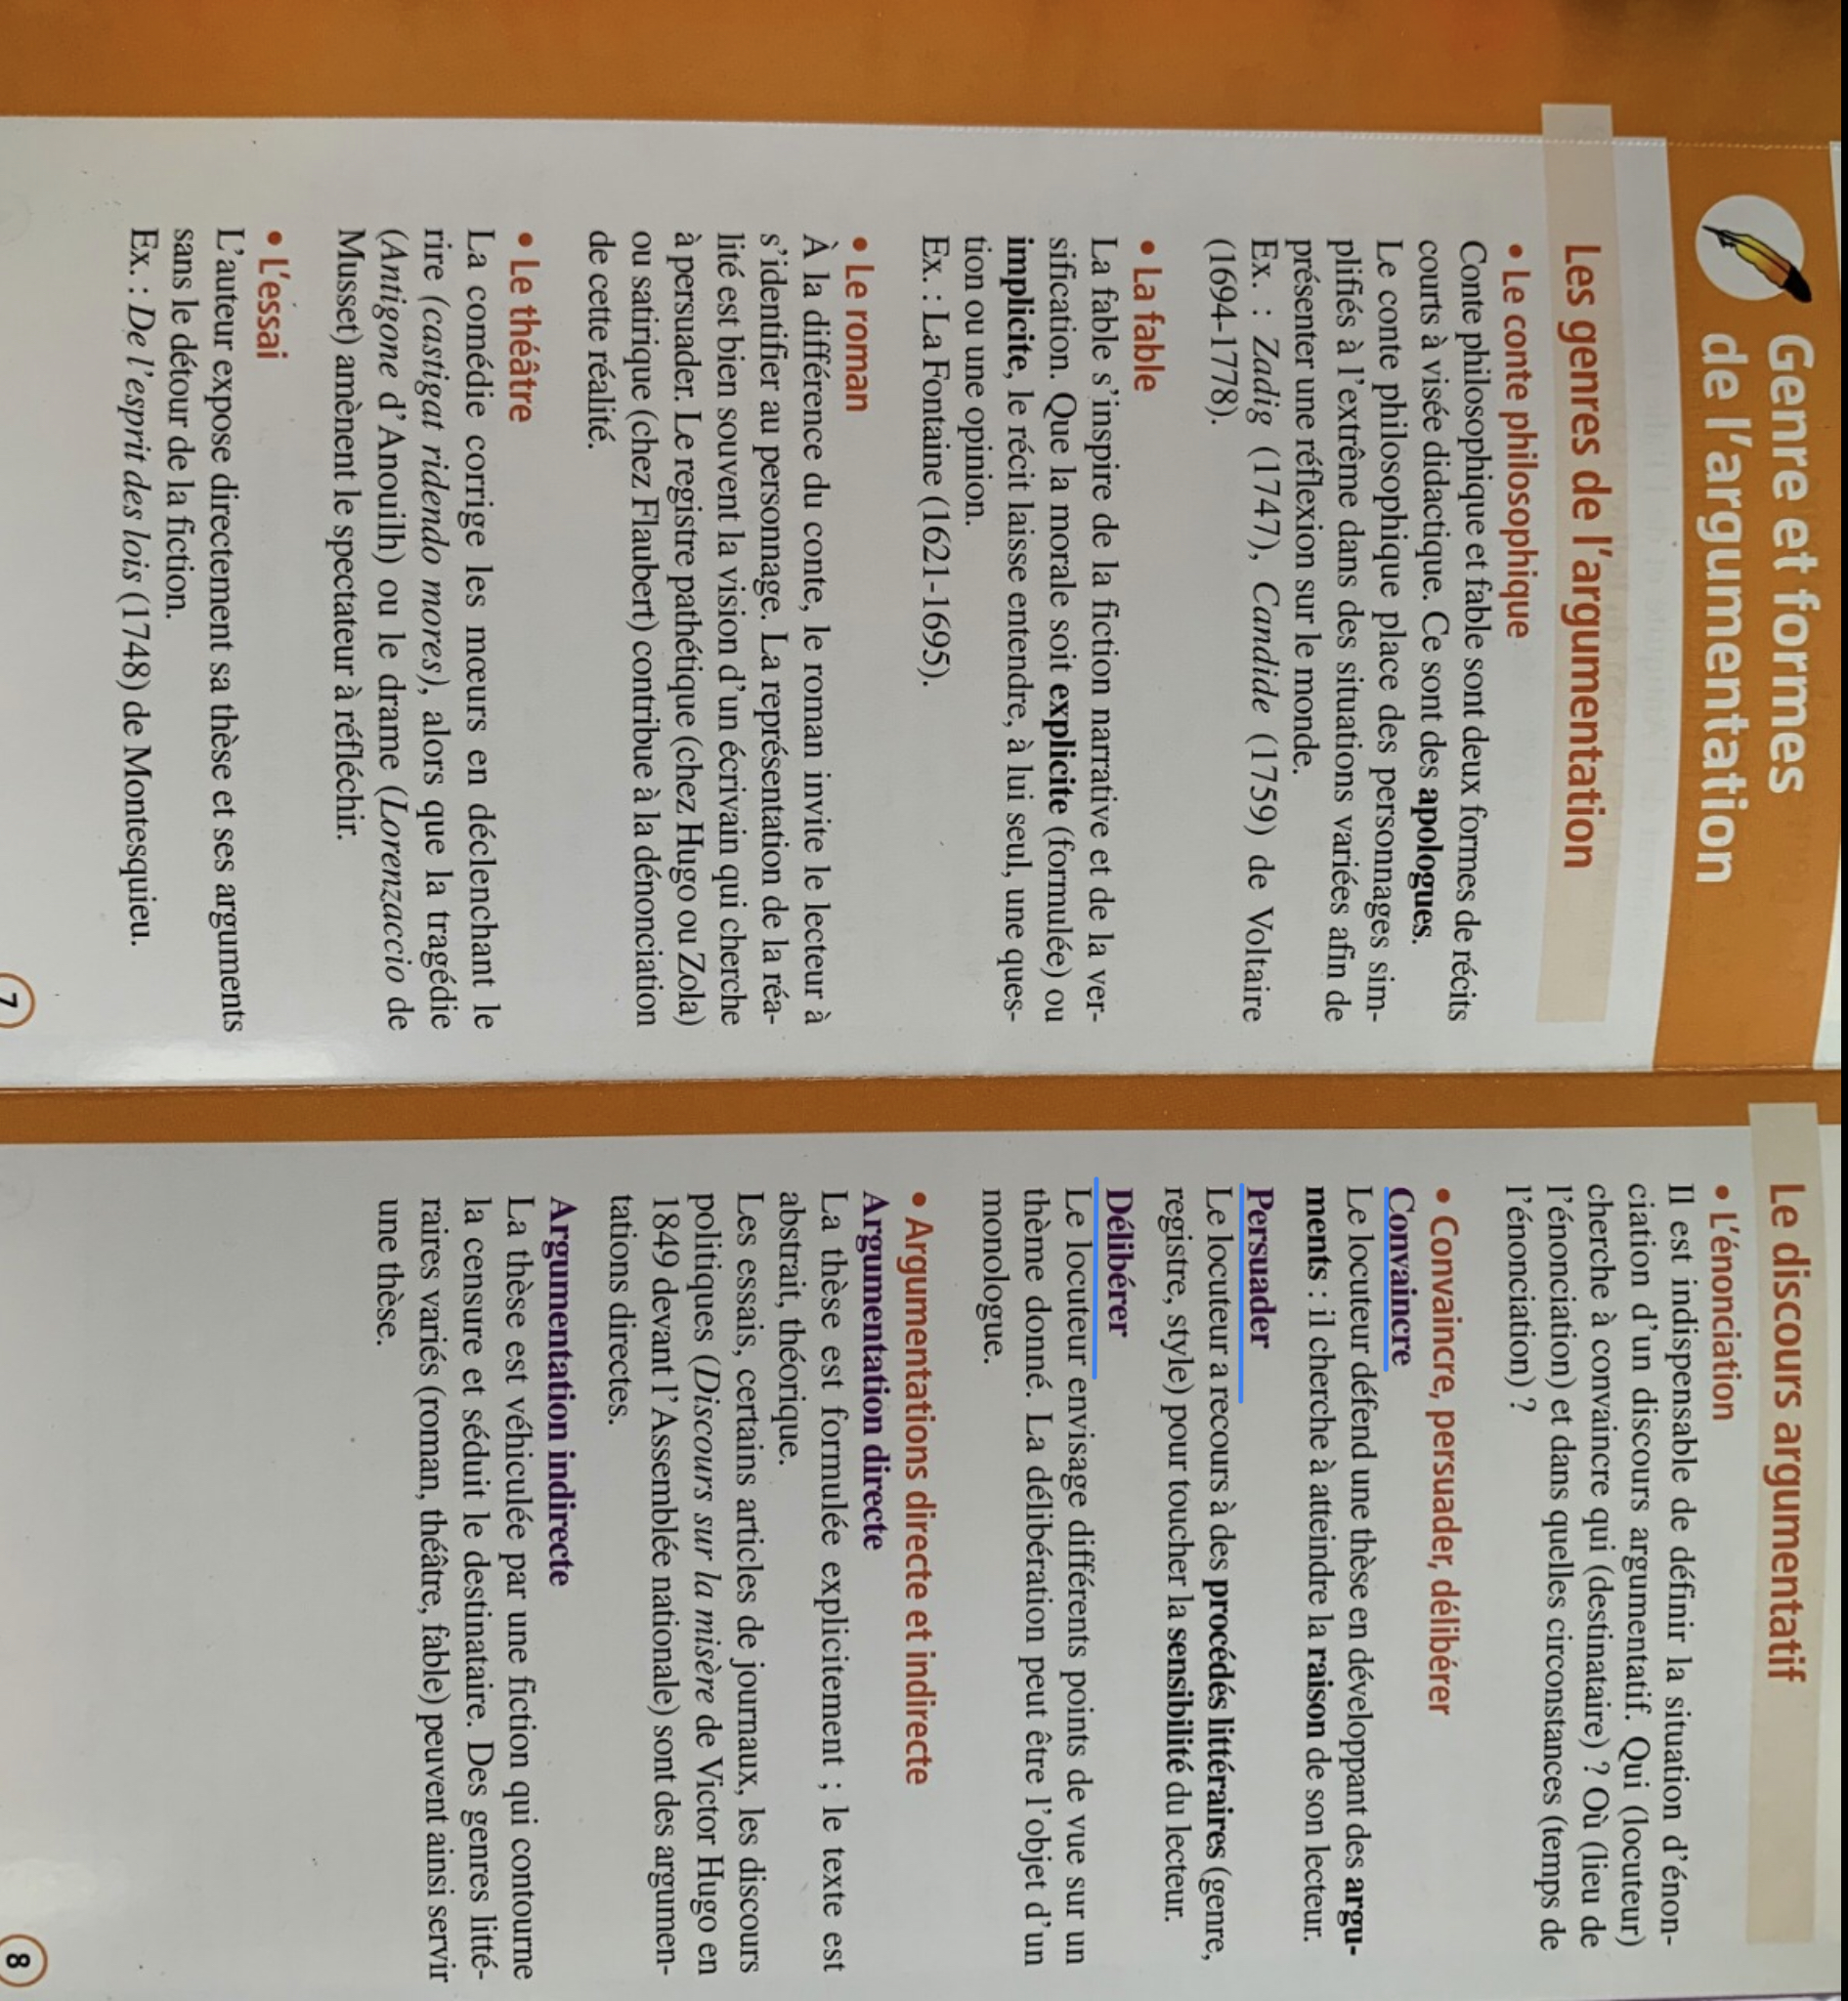 Genre et formes
de l'argumentation
Les genres de l'argumentation
• Le conte philosophique
Conte philosophique et fable sont deux formes de récits
courts à visée didactique. Ce sont des apologues.
Le conte philosophique place des personnages sim-
plifiés à l'extrême dans des situations variées afin de
présenter une réflexion sur le monde.
Ex. : Zadig (1747), Candide (1759) de Voltaire
(1694-1778).
• La fable
La fable s'inspire de la fiction narrative et de la ver-
sification. Que la morale soit explicite (formulée) ou
implicite, le récit laisse entendre, à lui seul, une ques-
tion ou une opinion.
Ex. : La Fontaine (1621-1695).
• Le roman
À la différence du conte, le roman invite le lecteur à
s'identifier au personnage. La représentation de la réa-
lité est bien souvent la vision d'un écrivain qui cherche
à persuader. Le registre pathétique (chez Hugo ou Zola)
ou satirique (chez Flaubert) contribue à la dénonciation
de cette réalité.
• Le théâtre
La comédie corrige les mœurs en déclenchant le
rire (castigat ridendo mores), alors que la tragédie
(Antigone d'Anouilh) ou le drame (Lorenzaccio de
Musset) amènent le spectateur à réfléchir.
• L'essai
L'auteur expose directement sa thèse et ses arguments
sans le détour de la fiction.
Ex. : De l'esprit des lois (1748) de Montesquieu.
7
Le discours argumentatif
• L'énonciation
Il est indispensable de définir la situation d'énon-
ciation d'un discours argumentatif. Qui (locuteur)
cherche à convaincre qui (destinataire) ? Où (lieu de
l'énonciation) et dans quelles circonstances (temps de
l'énonciation) ?
• Convaincre, persuader, délibérer
Convaincre
Le locuteur défend une thèse en développant des argu-
ments : il cherche à atteindre la raison de son lecteur.
Persuader
Le locuteur a recours à des procédés littéraires (genre,
registre, style) pour toucher la sensibilité du lecteur.
Délibérer
Le locuteur envisage différents points de vue sur un
thème donné. La délibération peut être l'objet d'un
monologue.
• Argumentations directe et indirecte
Argumentation directe
La thèse est formulée explicitement ; le texte est
abstrait, théorique.
Les essais, certains articles de journaux, les discours
politiques (Discours sur la misère de Victor Hugo en
1849 devant l'Assemblée nationale) sont des argumen-
tations directes.
Argumentation indirecte
La thèse est véhiculée par une fiction qui contourne
la censure et séduit le destinataire. Des genres litté-
raires variés (roman, théâtre, fable) peuvent ainsi servir
une thèse.
8